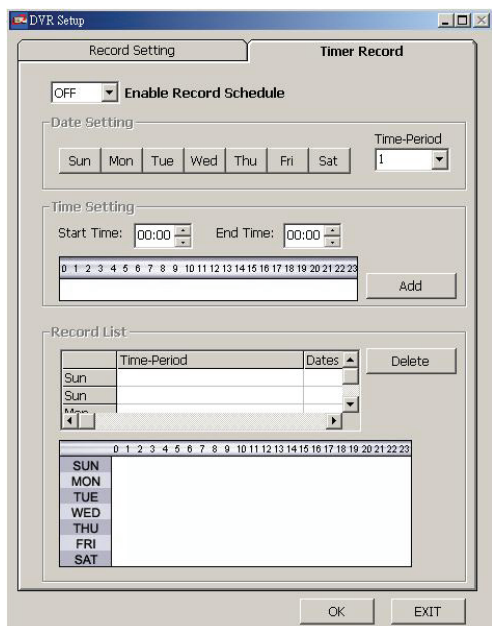 DVR Setup
Record Setting Timer Record
OFF Enable Record Schedule
Date Setting
Time-Period
Sun Mon Tue Wed Thu Fri Sat 1
Time Setting
Start Time: 00:00 End Time: 00:00
0 1 2 3 4 5 6 7 8 9 10 11 12 13 14 15 16 17 18 19 20 21 22 23
Add
Record List
Time-Period Dates Delete
Sun
Sun
Mon
0 1 2 3 4 5 6 7 8 9 10 11 12 13 14 15 16 17 18 19 20 21 22 23
SUN
MON
TUE
WED
THU
FRI
SAT
OK EXIT